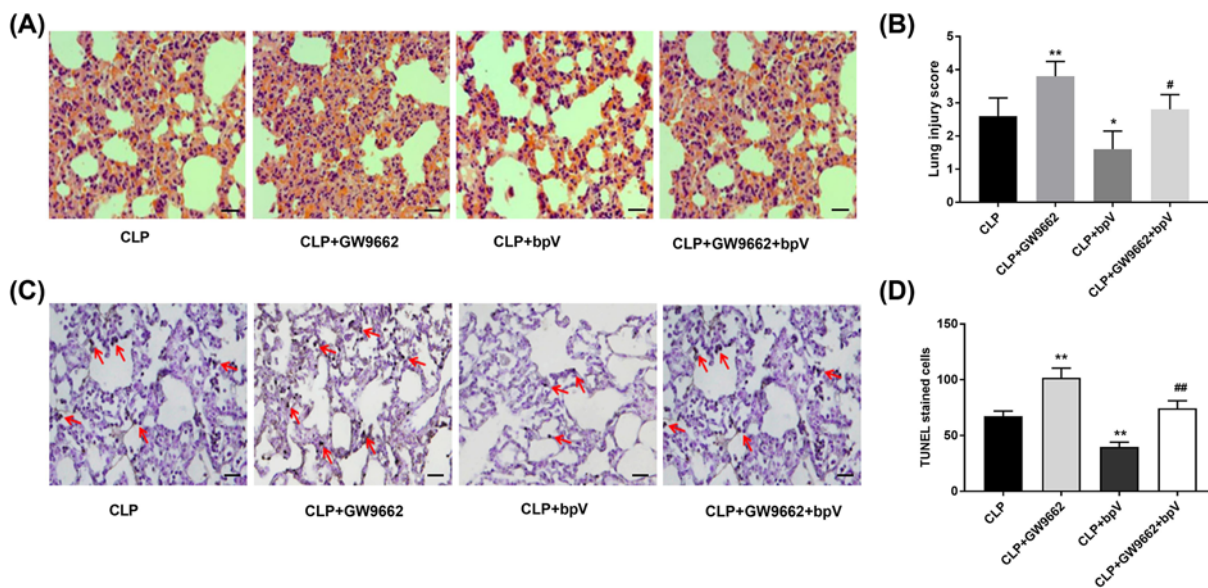 (A)
CLP
CLP+GW9662
CLP+bpV
CLP+GW9662+bpV
(B)
Lung injury score
5
4
3
2
1
0
**
*
#
CLP
CLP+GW9662
CLP+bpV
CLP+GW9662+bpV
(C)
CLP
CLP+GW9662
CLP+bpV
CLP+GW9662+bpV
(D)
TUNEL stained cells
150
100
50
0
**
**
##
CLP
CLP+GW9662
CLP+bpV
CLP+GW9662+bpV